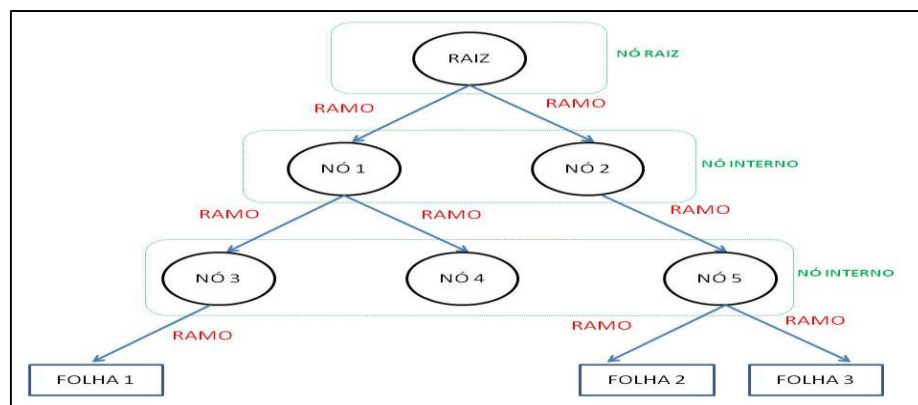 RAIZ
NÓ RAIZ
RAMO
RAMO
NÓ 1
NÓ 2
NÓ INTERNO
RAMO
RAMO
RAMO
NÓ 3
NÓ 4
NÓ 5
NÓ INTERNO
RAMO
RAMO
RAMO
FOLHA 1
FOLHA 2
FOLHA 3